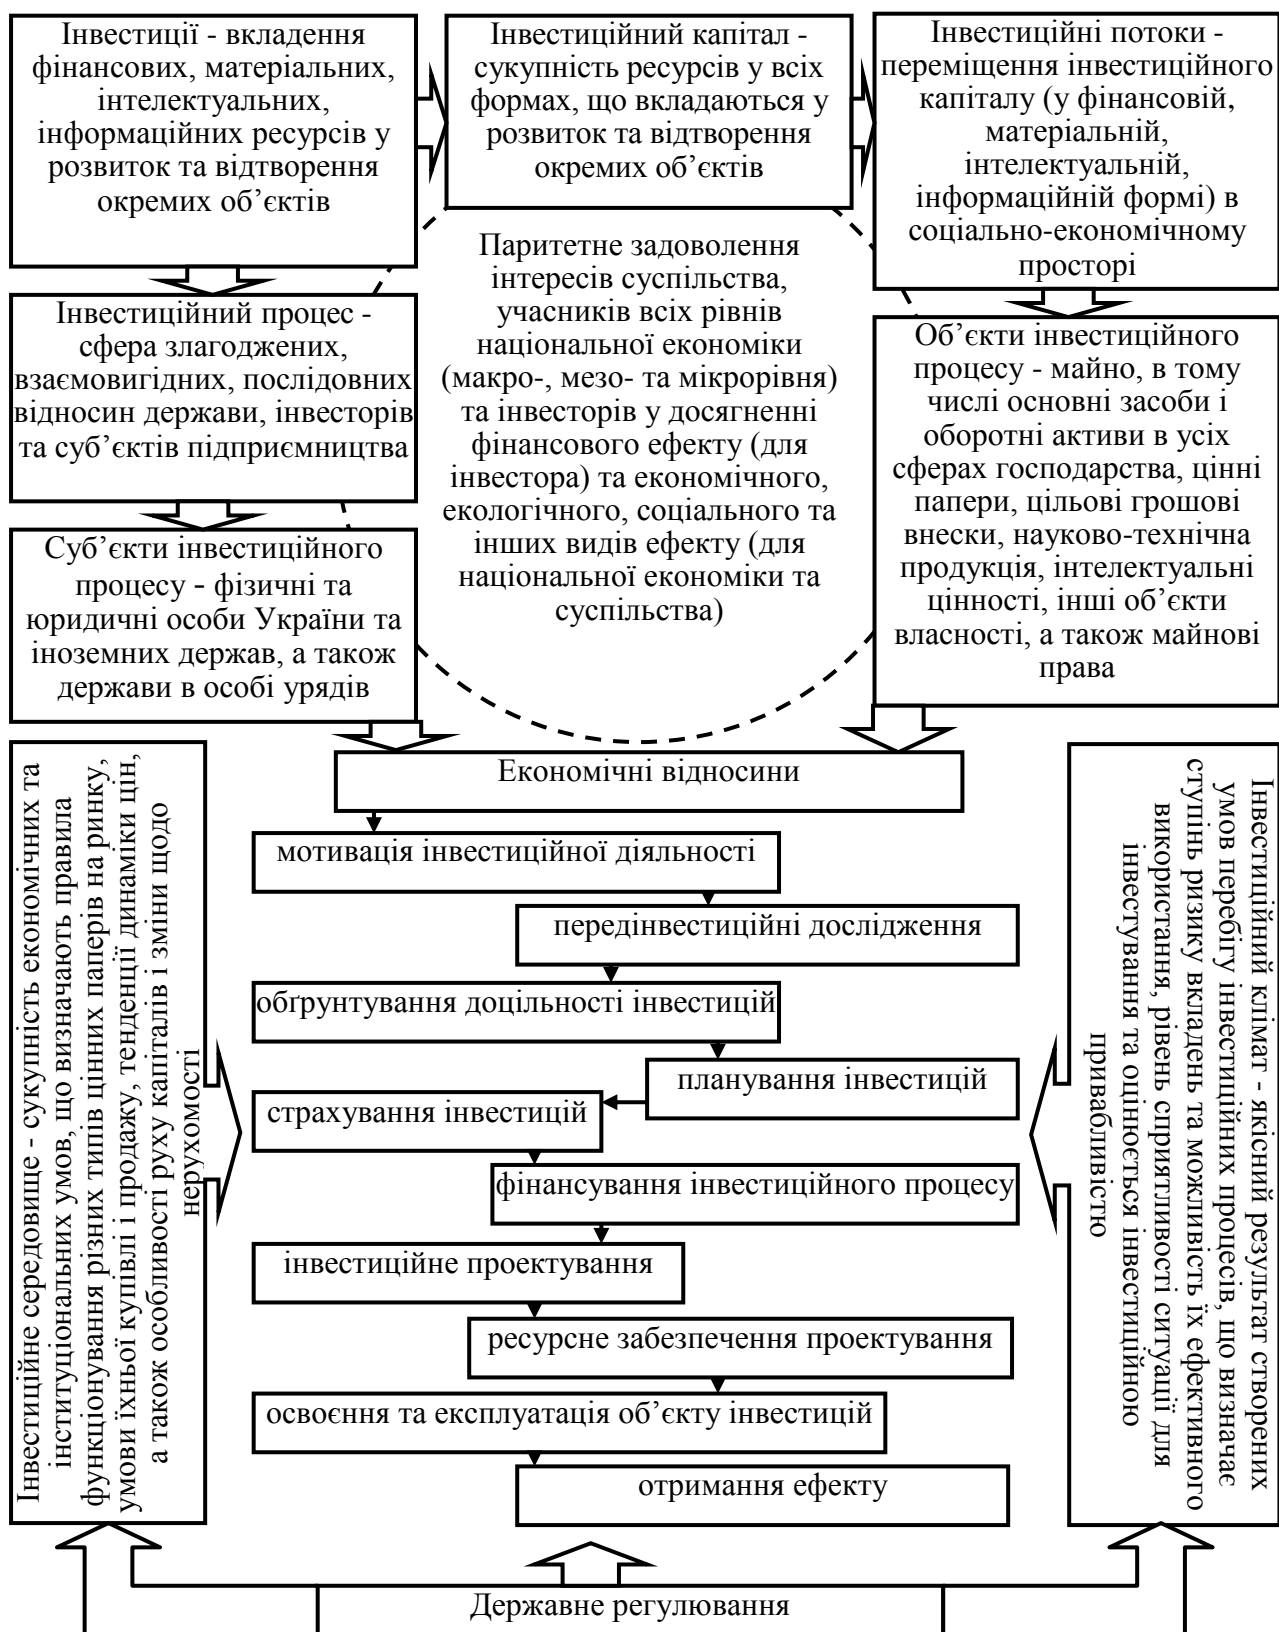 Інвестиції - вкладення
фінансових, матеріальних,
інтелектуальних,
інформаційних ресурсів у
розвиток та відтворення
окремих об’єктів
Інвестиційний капітал -
сукупність ресурсів у всіх
формах, що вкладаються у
розвиток та відтворення
окремих об’єктів
Інвестиційні потоки -
переміщення інвестиційного
капіталу (у фінансовій,
матеріальній,
інтелектуальній,
інформаційній формі) в
соціально-економічному
просторі
Паритетне задоволення
інтересів суспільства,
учасників всіх рівнів
національної економіки
(макро-, мезо- та мікрорівня)
та інвесторів у досягненні
фінансового ефекту (для
інвестора) та економічного,
екологічного, соціального та
інших видів ефекту (для
національної економіки та
суспільства)
Інвестиційний процес -
сфера злагоджених,
взаємовигідних, послідовних
відносин держави, інвесторів
та суб’єктів підприємництва
Об’єкти інвестиційного
процесу - майно, в тому
числі основні засоби і
оборотні активи в усіх
сферах господарства, цінні
папери, цільові грошові
внески, науково-технічна
продукція, інтелектуальні
цінності, інші об’єкти
власності, а також майнові
права
Суб’єкти інвестиційного
процесу - фізичні та
юридичні особи України та
іноземних держав, а також
держави в особі урядів
Економічні відносини
Інвестиційне середовище - сукупність економічних та
інституціональних умов, що визначають правила
функціонування різних типів цінних паперів на ринку,
умови їхньої купівлі і продажу, тенденції динаміки цін,
а також особливості руху капіталів і зміни щодо
нерухомості
мотивація інвестиційної діяльності
передінвестиційні дослідження
обґрунтування доцільності інвестицій
планування інвестицій
страхування інвестицій
фінансування інвестиційного процесу
інвестиційне проектування
ресурсне забезпечення проектування
освоєння та експлуатація об’єкту інвестицій
отримання ефекту
Інвестиційний клімат - якісний результат створених
умов перебігу інвестиційних процесів, що визначає
ступінь ризику вкладень та можливість їх ефективного
використання, рівень сприятливості ситуації для
інвестування та оцінюється інвестиційною
привабливістю
Державне регулювання